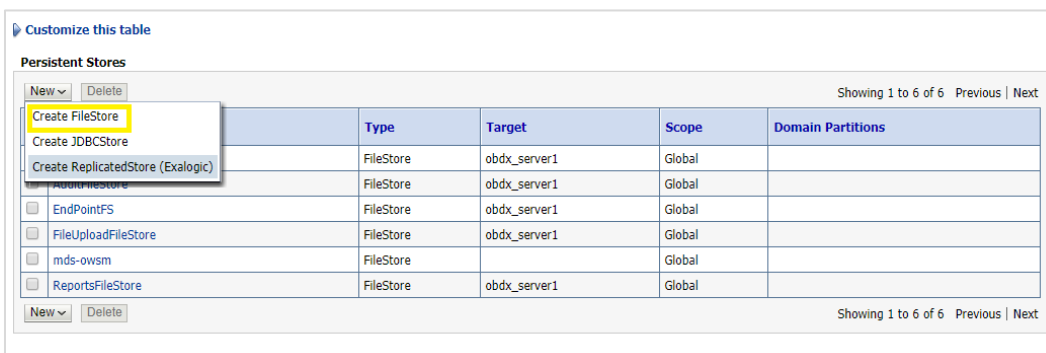 Customize this table
Persistent Stores
New Delete Showing 1 to 6 of 6 Previous | Next
Create FileStore
Create JDBCStore
Create ReplicatedStore (Exalogic)
Type Target Scope Domain Partitions
FileStore obdx_server1 Global
AuditFileStore FileStore obdx_server1 Global
EndPointFS FileStore obdx_server1 Global
FileUploadFileStore FileStore obdx_server1 Global
mds-owsm FileStore Global
ReportsFileStore FileStore obdx_server1 Global
New Delete Showing 1 to 6 of 6 Previous | Next